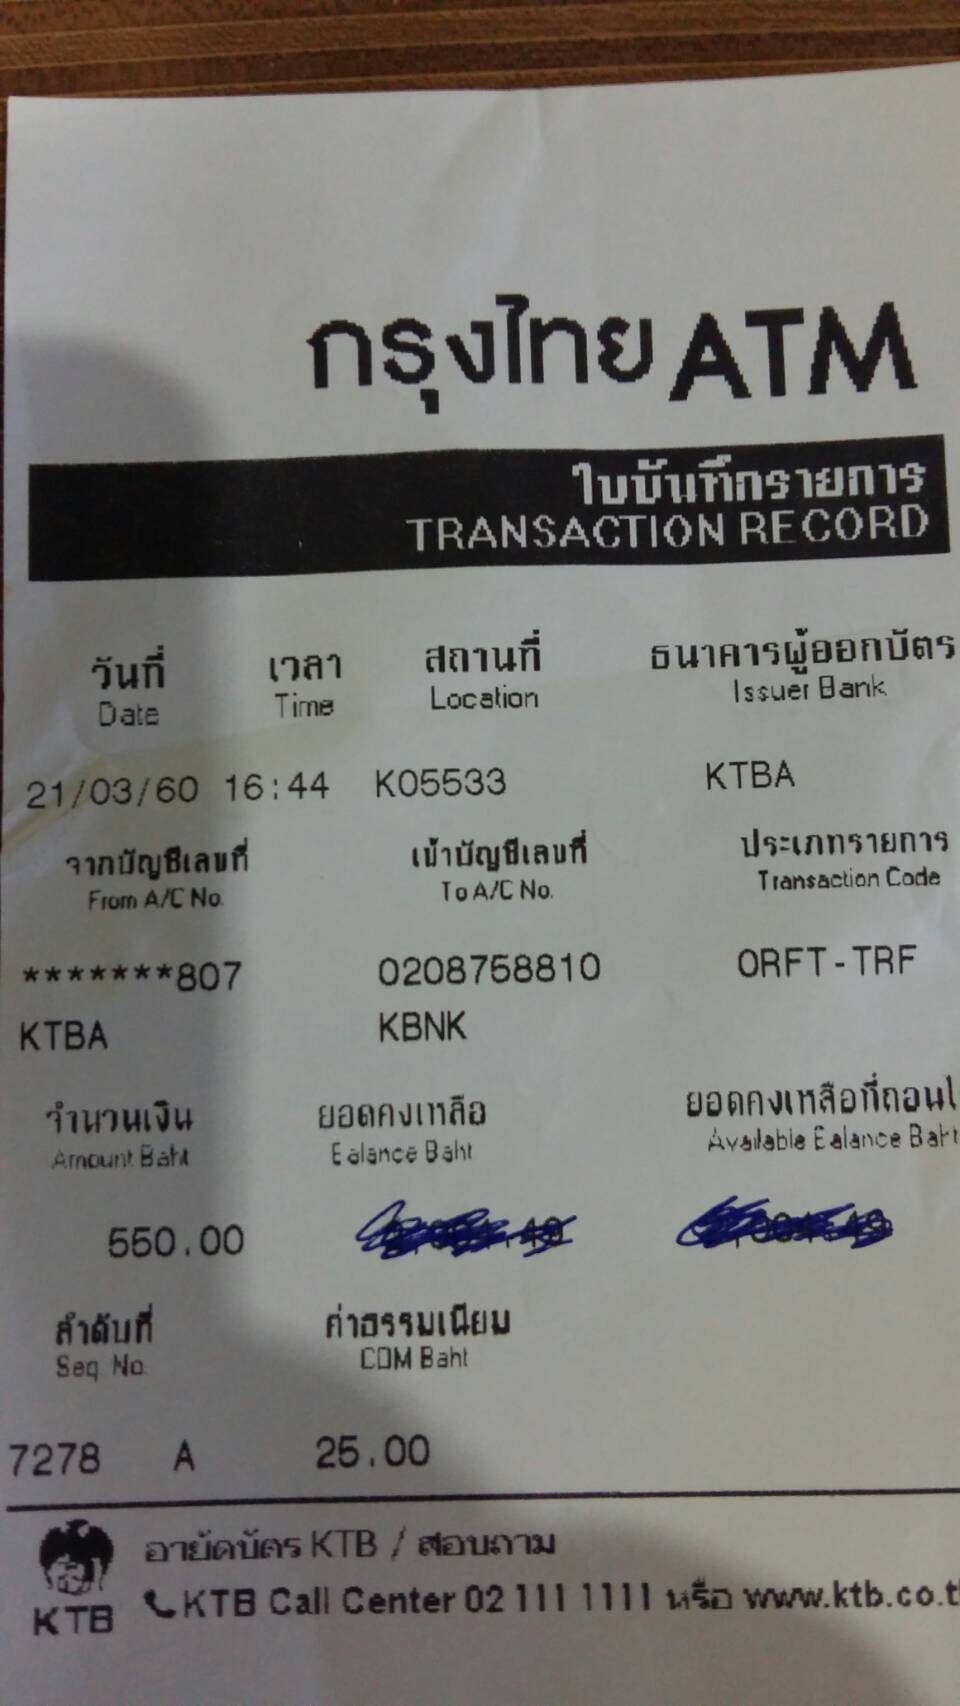 กรุงไทย ATM
ใบบันทึกรายการ
TRANSACTION RECORD
วันที่ เวลา สถานที่ ธนาคารผู้ออกบัตร
Date Time Location Issuer Bank
21/03/60 16:44 K05533 KTBA
จากบัญชีเลขที่ เข้าบัญชีเลขที่ ประเภทรายการ
From A/C No. To A/C No. Transaction Code
*******807 0208758810 ORFT-TRF
KTBA KBNK
จำนวนเงิน ยอดคงเหลือ ยอดคงเหลือที่ถอนไ
Amount Baht Balance Baht Available Balance Baht
550.00
ลำดับที่ ค่าธรรมเนียม
Seq. No. COM Baht
7278 A 25.00
อายัดบัตร KTB / สอบถาม
KTB Call Center 02 111 1111 หรือ www.ktb.co.t
KTB